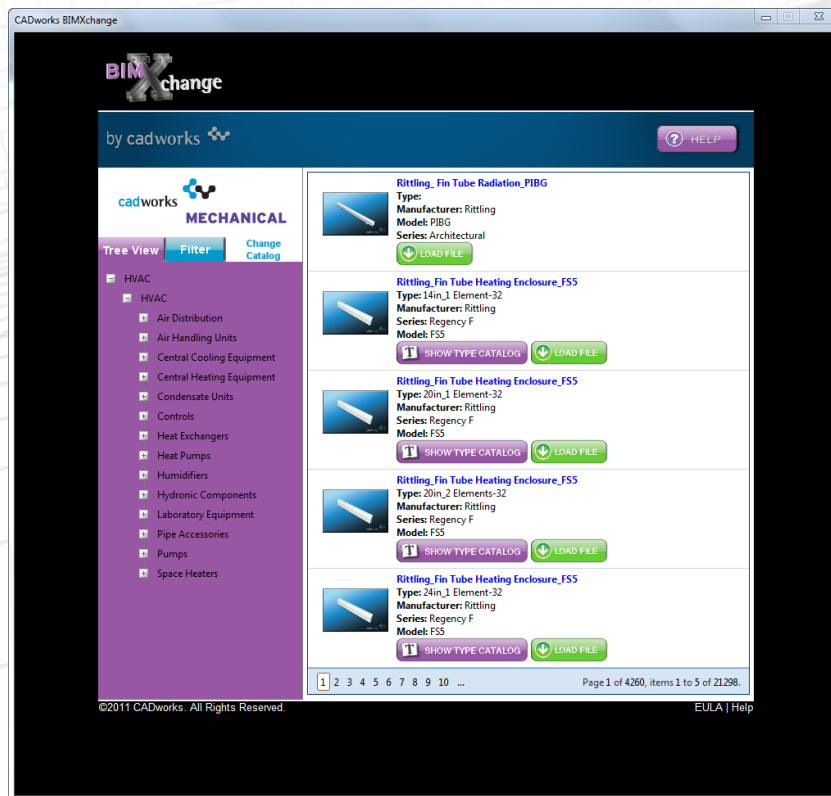 CADworks BIMXchange
BIMXchange
by cadworks
HELP
cadworks
MECHANICAL
Tree View
Filter
Change
Catalog
HVAC
HVAC
Air Distribution
Air Handling Units
Central Cooling Equipment
Central Heating Equipment
Condensate Units
Controls
Heat Exchangers
Heat Pumps
Humidifiers
Hydronic Components
Laboratory Equipment
Pipe Accessories
Pumps
Space Heaters
Rittling_ Fin Tube Radiation_PIBG
Type:
Manufacturer: Rittling
Model: PIBG
Series: Architectural
LOAD FILE
Rittling_Fin Tube Heating Enclosure_FS5
Type: 14in_1 Element-32
Manufacturer: Rittling
Series: Regency F
Model: FS5
T SHOW TYPE CATALOG LOAD FILE
Rittling_Fin Tube Heating Enclosure_FS5
Type: 20in_1 Element-32
Manufacturer: Rittling
Series: Regency F
Model: FS5
T SHOW TYPE CATALOG LOAD FILE
Rittling_Fin Tube Heating Enclosure_FS5
Type: 20in_2 Elements-32
Manufacturer: Rittling
Series: Regency F
Model: FS5
T SHOW TYPE CATALOG LOAD FILE
Rittling_Fin Tube Heating Enclosure_FS5
Type: 24in_1 Element-32
Manufacturer: Rittling
Series: Regency F
Model: FS5
T SHOW TYPE CATALOG LOAD FILE
1 2 3 4 5 6 7 8 9 10 ... Page 1 of 4260, items 1 to 5 of 21298.
©2011 CADworks. All Rights Reserved. EULA | Help